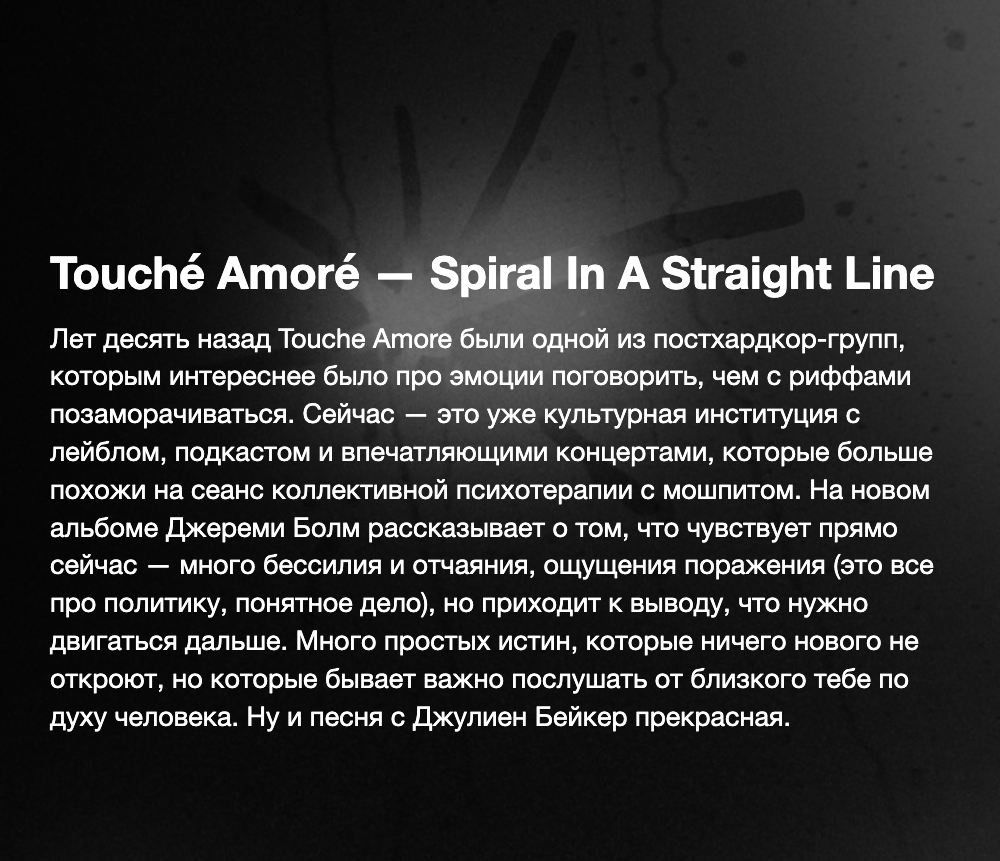 Touché Amoré — Spiral In A Straight Line
Лет десять назад Touche Amore были одной из постхардкор-групп,
которым интереснее было про эмоции поговорить, чем с риффами
позаморачиваться. Сейчас — это уже культурная институция с
лейблом, подкастом и впечатляющими концертами, которые больше
похожи на сеанс коллективной психотерапии с мошпитом. На новом
альбоме Джереми Болм рассказывает о том, что чувствует прямо
сейчас — много бессилия и отчаяния, ощущения поражения (это все
про политику, понятное дело), но приходит к выводу, что нужно
двигаться дальше. Много простых истин, которые ничего нового не
откроют, но которые бывает важно послушать от близкого тебе по
духу человека. Ну и песня с Джулиен Бейкер прекрасная.